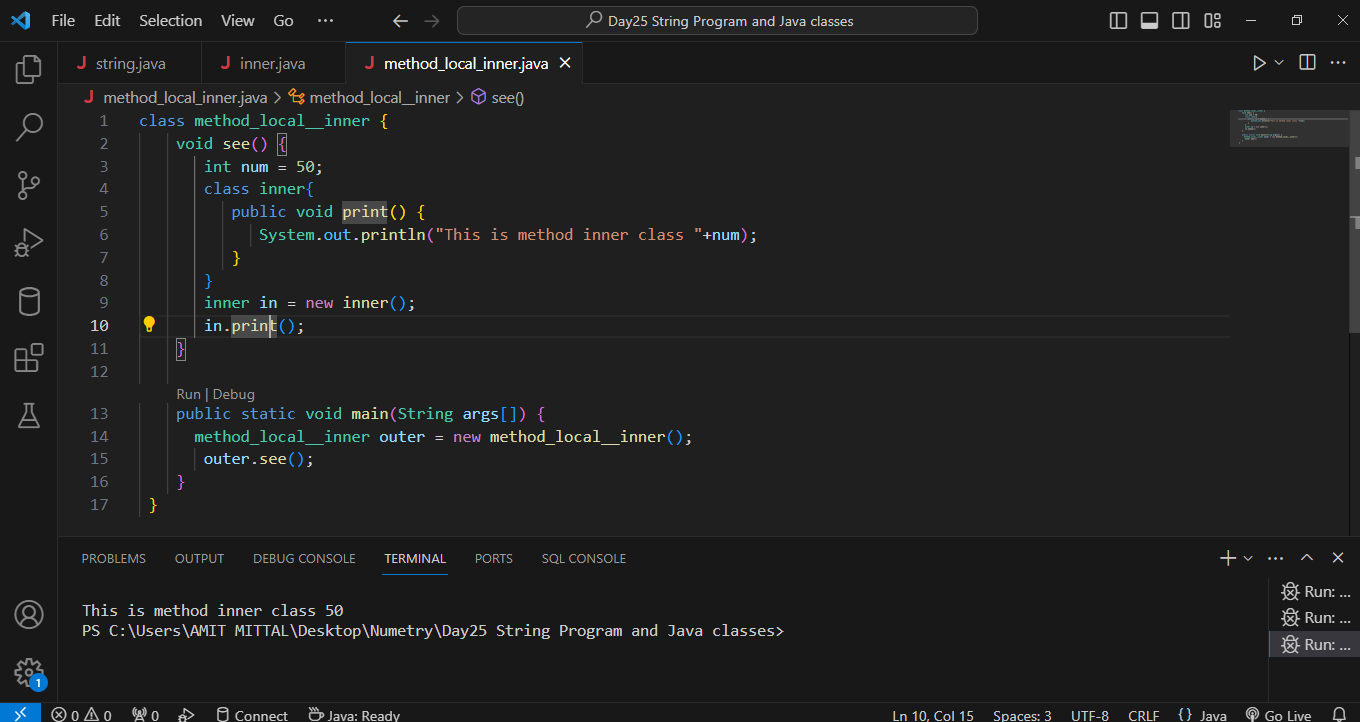 File Edit Selection View Go ··· Day25 String Program and Java classes
string.java inner.java method_local_inner.java
method_local_inner.java > method_local__inner > see()
1 class method_local__inner {
2 void see() {
3 int num = 50;
4 class inner{
5 public void print() {
6 System.out.println("This is method inner class "+num);
7 }
8 }
9 inner in = new inner();
10 in.print();
11 }
12
Run | Debug
13 public static void main(String args[]) {
14 method_local__inner outer = new method_local__inner();
15 outer.see();
16 }
17 }
PROBLEMS OUTPUT DEBUG CONSOLE TERMINAL PORTS SQL CONSOLE
Run: ...
This is method inner class 50
Run: ...
PS C:\Users\AMIT MITTAL\Desktop\Numetry\Day25 String Program and Java classes>
Run: ...
1
0 0 0 Connect Java: Ready Ln 10, Col 15 Spaces: 3 UTF-8 CRLF {} Java Go Live